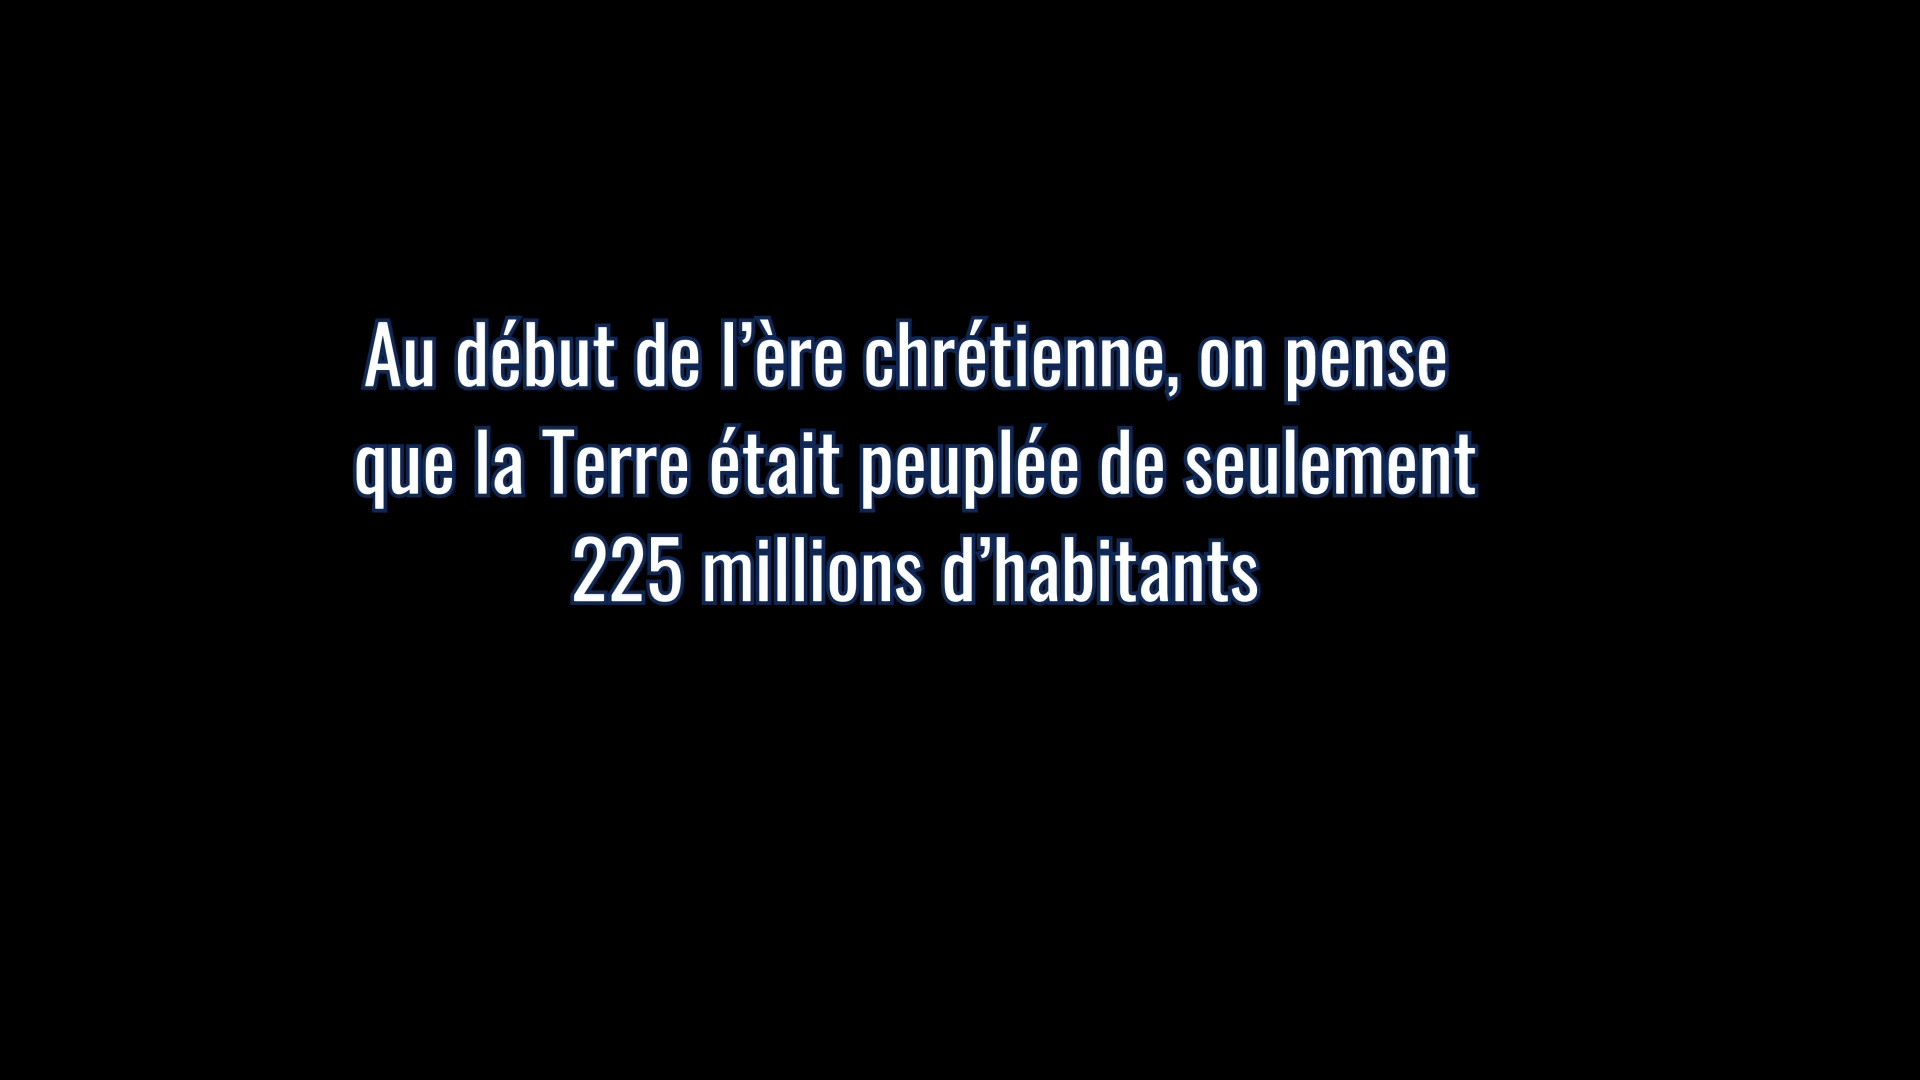 Au début de l’ère chrétienne, on pense
que la Terre était peuplée de seulement
225 millions d’habitants